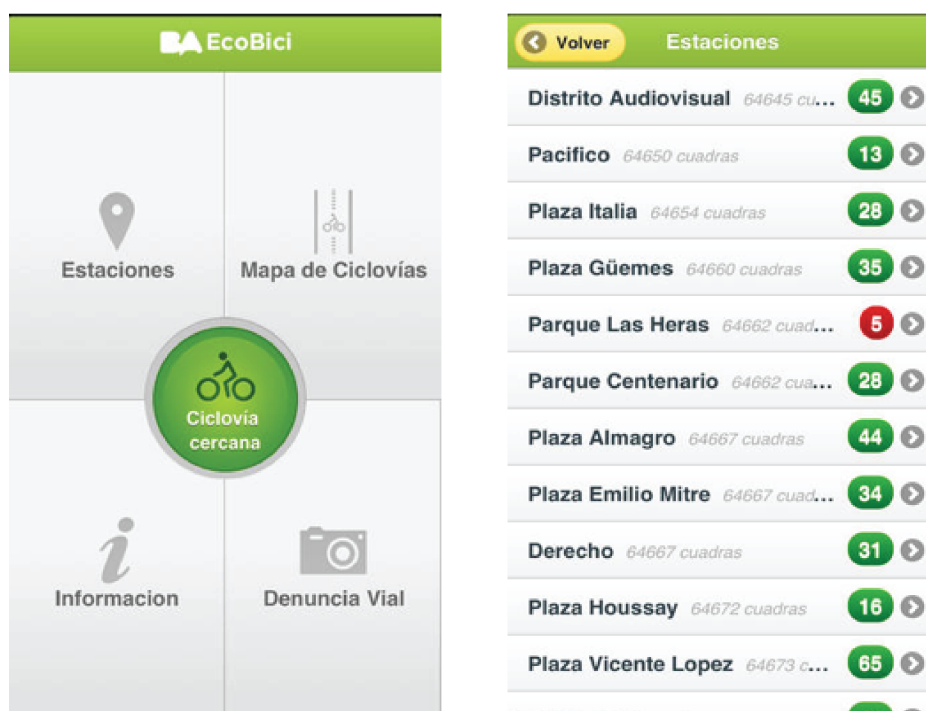 BA EcoBici
Estaciones
Mapa de Ciclovías
Ciclovía
cercana
Informacion
Denuncia Vial
Volver
Estaciones
Distrito Audiovisual 64645 cu... 45
Pacifico 64650 cuadras 13
Plaza Italia 64654 cuadras 28
Plaza Güemes 64660 cuadras 35
Parque Las Heras 64662 cuad... 5
Parque Centenario 64662 cua... 28
Plaza Almagro 64667 cuadras 44
Plaza Emilio Mitre 64667 cuad... 34
Derecho 64667 cuadras 31
Plaza Houssay 64672 cuadras 16
Plaza Vicente Lopez 64673 c... 65